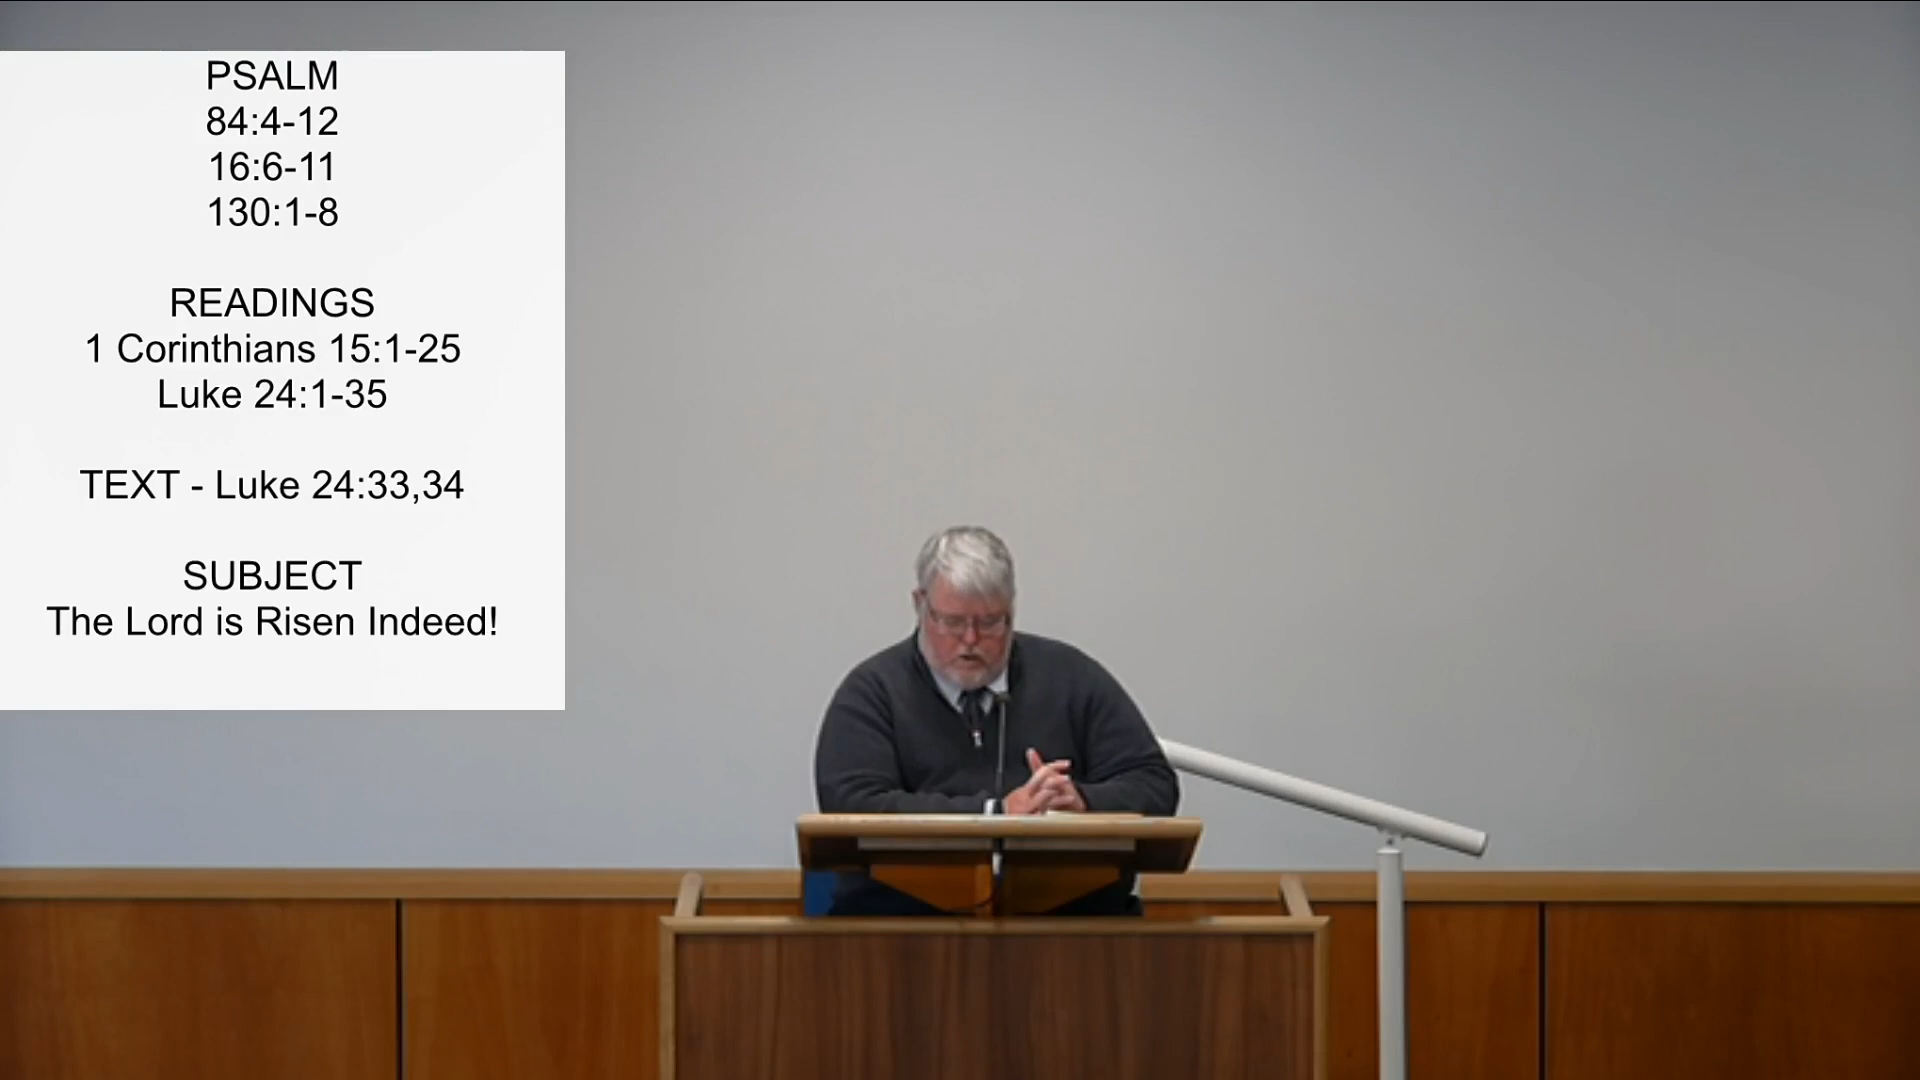 PSALM
84:4-12
16:6-11
130:1-8
READINGS
1 Corinthians 15:1-25
Luke 24:1-35
TEXT - Luke 24:33,34
SUBJECT
The Lord is Risen Indeed!